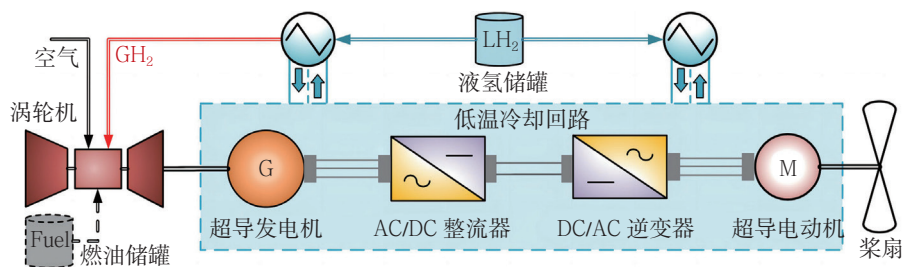 空气
GH₂
LH₂
液氢储罐
涡轮机
低温冷却回路
G
M
超导发电机
AC/DC 整流器
DC/AC 逆变器
超导电动机
Fuel
燃油储罐
桨扇